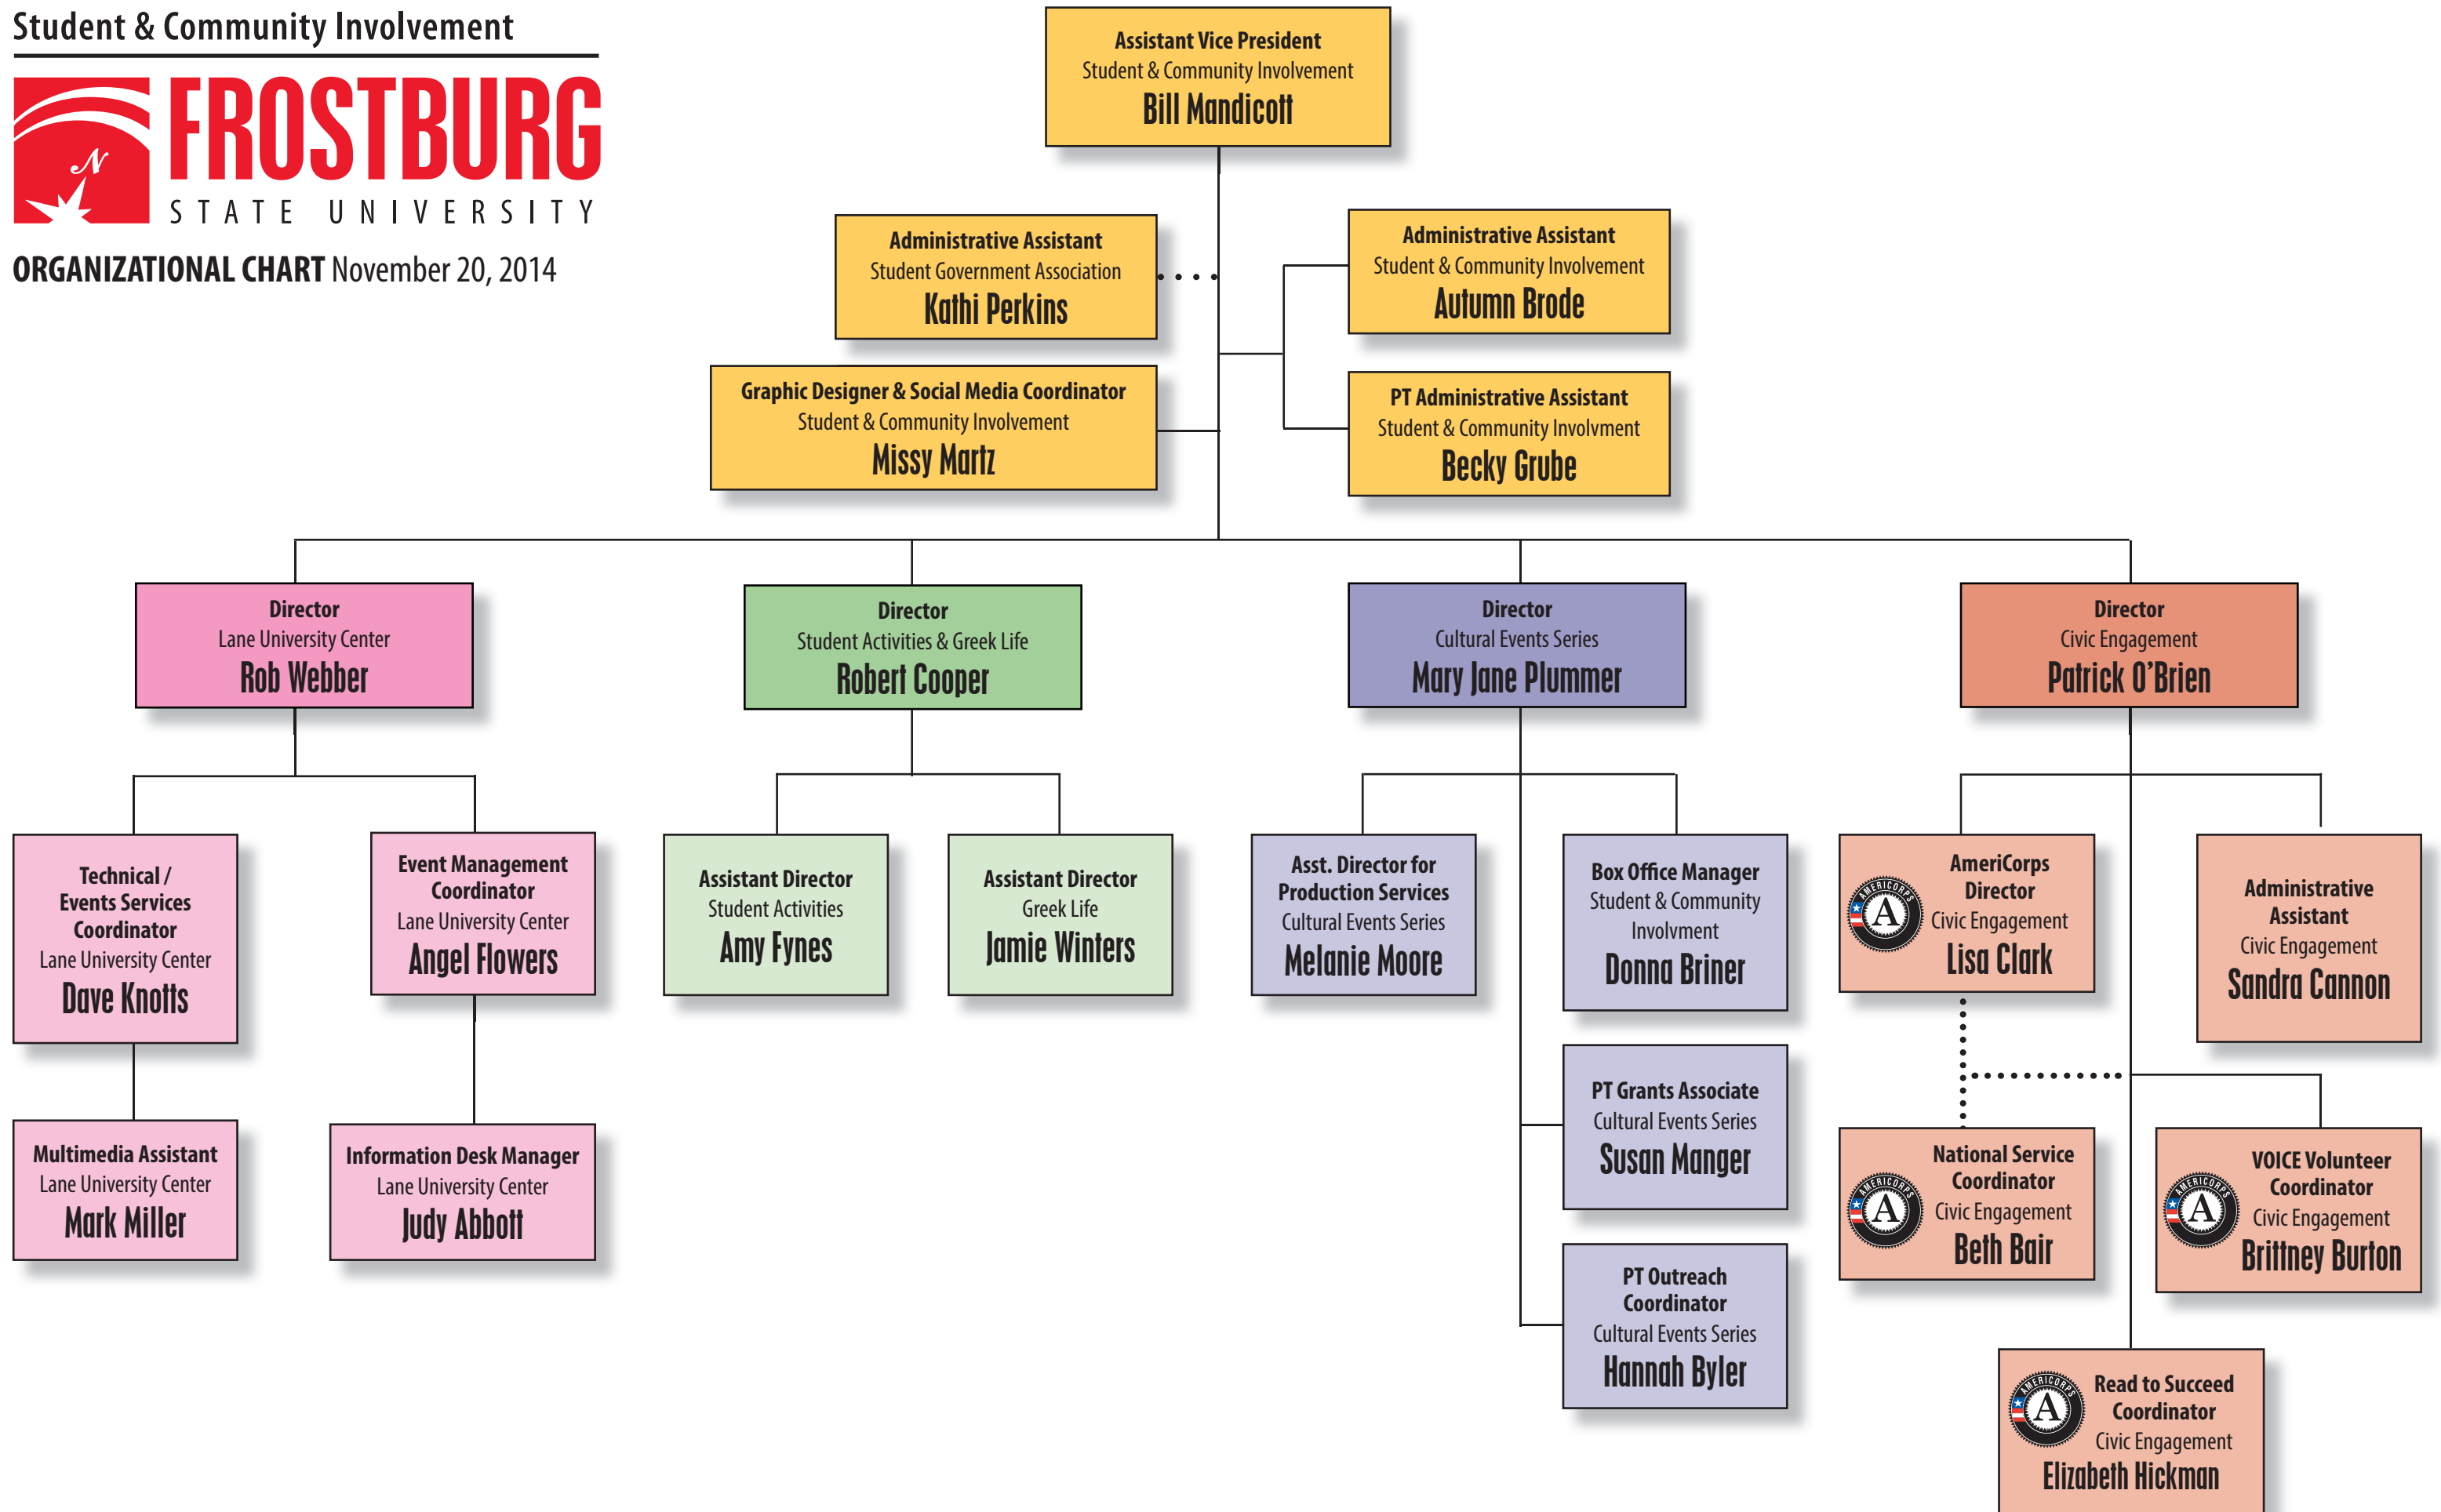 Student & Community Involvement
N
FROSTBURG
STATE UNIVERSITY
ORGANIZATIONAL CHART November 20, 2014
Assistant Vice President
Student & Community Involvement
Bill Mandicott
Administrative Assistant
Student Government Association
Kathi Perkins
Administrative Assistant
Student & Community Involvement
Autumn Brode
Graphic Designer & Social Media Coordinator
Student & Community Involvement
Missy Martz
PT Administrative Assistant
Student & Community Involvment
Becky Grube
Director
Lane University Center
Rob Webber
Director
Student Activities & Greek Life
Robert Cooper
Director
Cultural Events Series
Mary Jane Plummer
Director
Civic Engagement
Patrick O’Brien
Technical /
Events Services
Coordinator
Lane University Center
Dave Knotts
Event Management
Coordinator
Lane University Center
Angel Flowers
Assistant Director
Student Activities
Amy Fynes
Assistant Director
Greek Life
Jamie Winters
Asst. Director for
Production Services
Cultural Events Series
Melanie Moore
Box Office Manager
Student & Community
Involvment
Donna Briner
AMERICORPS
A
AmeriCorps
Director
Civic Engagement
Lisa Clark
Administrative
Assistant
Civic Engagement
Sandra Cannon
Multimedia Assistant
Lane University Center
Mark Miller
Information Desk Manager
Lane University Center
Judy Abbott
PT Grants Associate
Cultural Events Series
Susan Manger
PT Outreach
Coordinator
Cultural Events Series
Hannah Byler
AMERICORPS
A
National Service
Coordinator
Civic Engagement
Beth Bair
AMERICORPS
A
VOICE Volunteer
Coordinator
Civic Engagement
Brittney Burton
AMERICORPS
A
Read to Succeed
Coordinator
Civic Engagement
Elizabeth Hickman